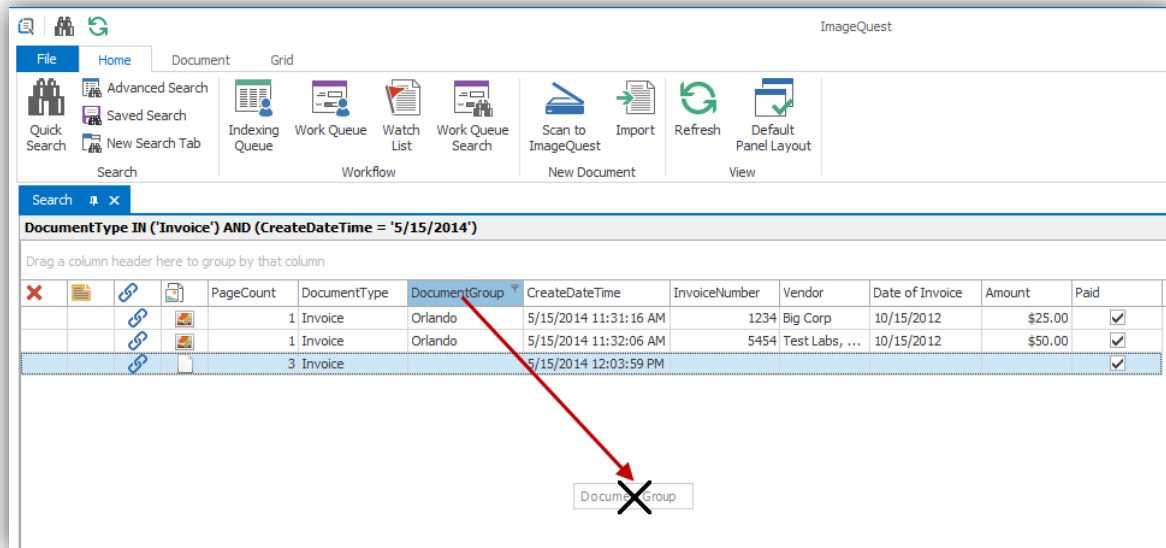 ImageQuest
File Home Document Grid
Quick Search
Advanced Search
Saved Search
New Search Tab
Indexing Queue
Work Queue
Watch List
Work Queue Search
Scan to ImageQuest
Import
Refresh
Default Panel Layout
Search Workflow New Document View
Search
DocumentType IN ('Invoice') AND (CreateDateTime = '5/15/2014')
Drag a column header here to group by that column
PageCount DocumentType DocumentGroup CreateDateTime InvoiceNumber Vendor Date of Invoice Amount Paid
1 Invoice Orlando 5/15/2014 11:31:16 AM 1234 Big Corp 10/15/2012 $25.00
1 Invoice Orlando 5/15/2014 11:32:06 AM 5454 Test Labs, ... 10/15/2012 $50.00
3 Invoice 5/15/2014 12:03:59 PM
DocumentGroup